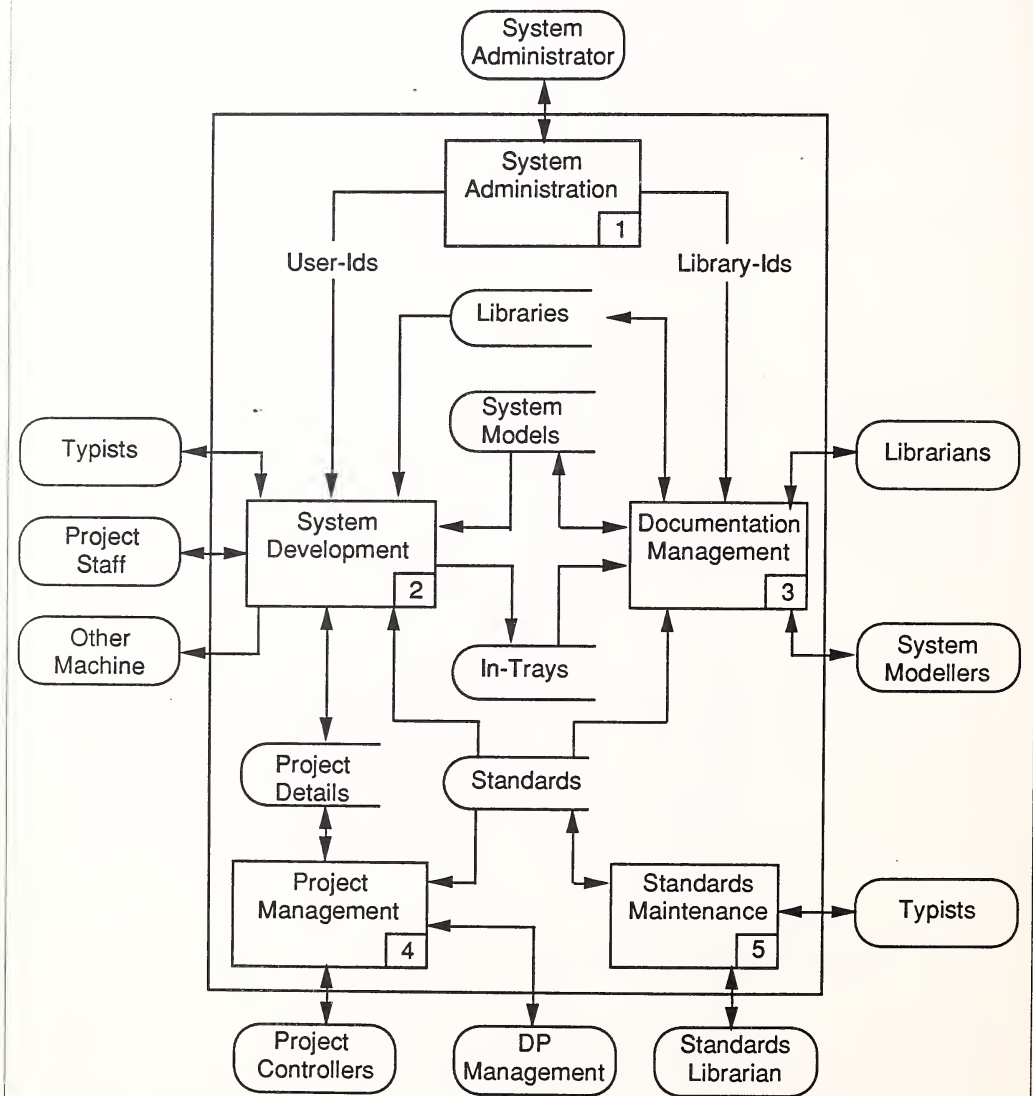 System
Administrator
System
Administration
1
User-Ids
Library-Ids
Libraries
System
Models
Typists
Librarians
System
Development
2
Documentation
Management
3
Project
Staff
Other
Machine
System
Modellers
In-Trays
Project
Details
Standards
Project
Management
4
Standards
Maintenance
5
Typists
Project
Controllers
DP
Management
Standards
Librarian